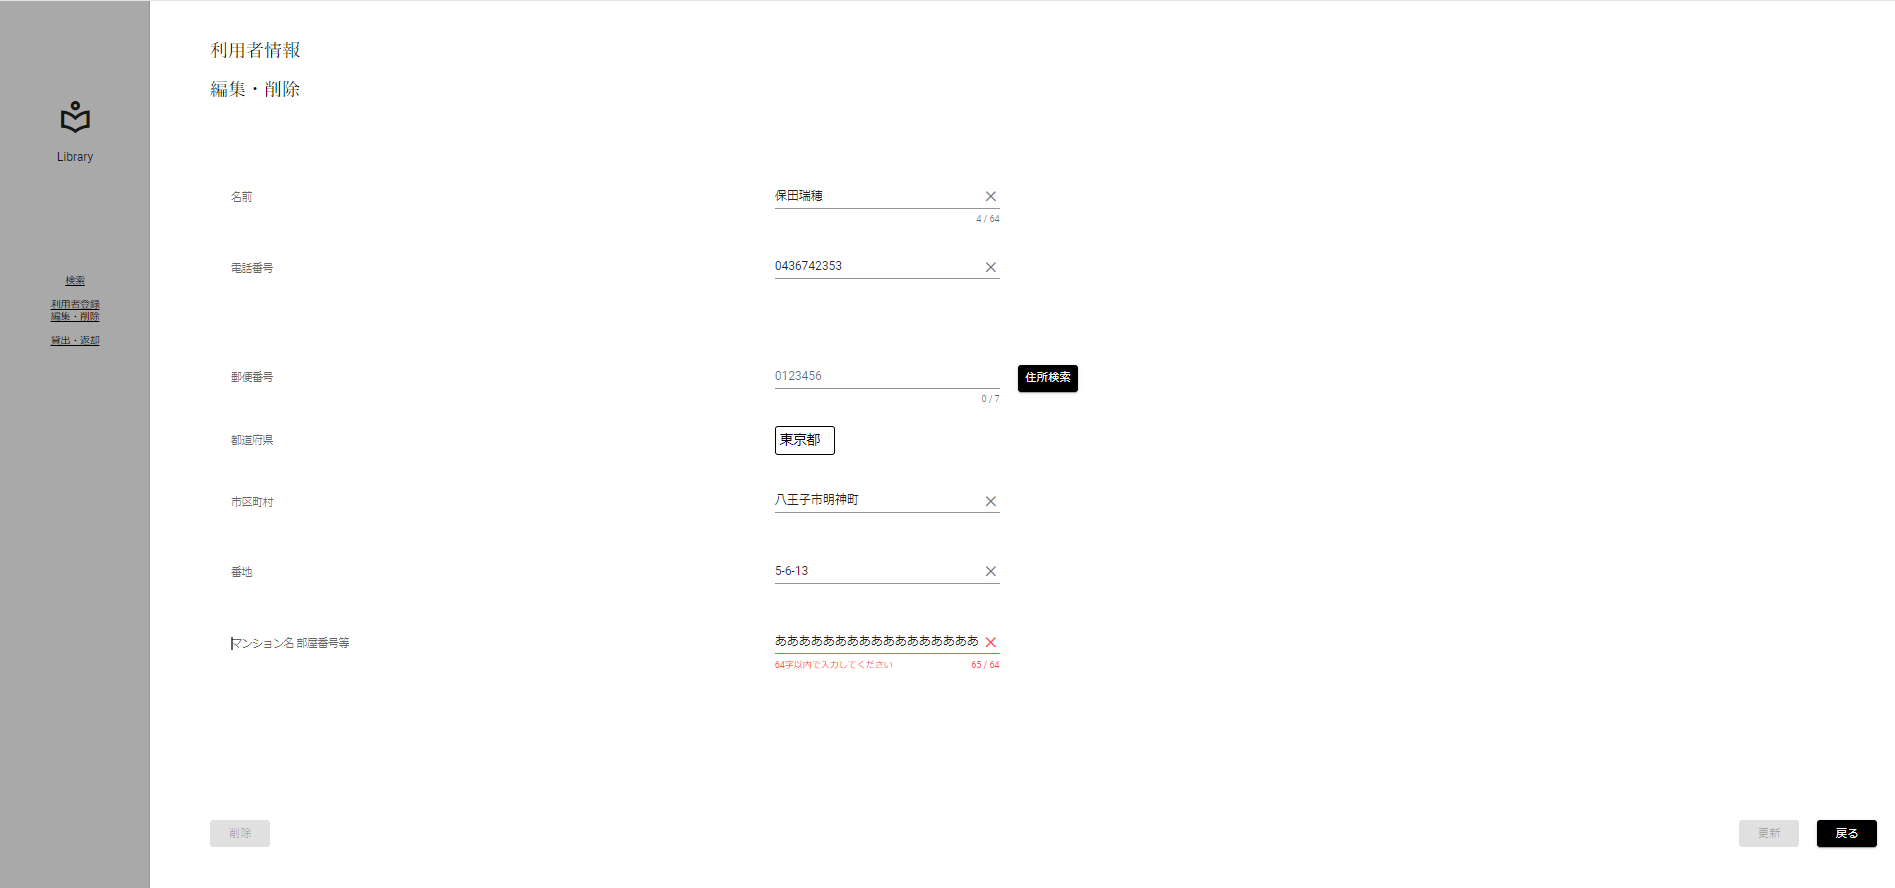 Library
検索
利用者登録
編集・削除
貸出・返却
利用者情報
編集・削除
名前
保田瑞穂
4 / 64
電話番号
0436742353
郵便番号
0123456
住所検索
0 / 7
都道府県
東京都
市区町村
八王子市明神町
番地
5-6-13
マンション名 部屋番号等
あああああああああああああああああ
64字以内で入力してください
65 / 64
削除
更新
戻る